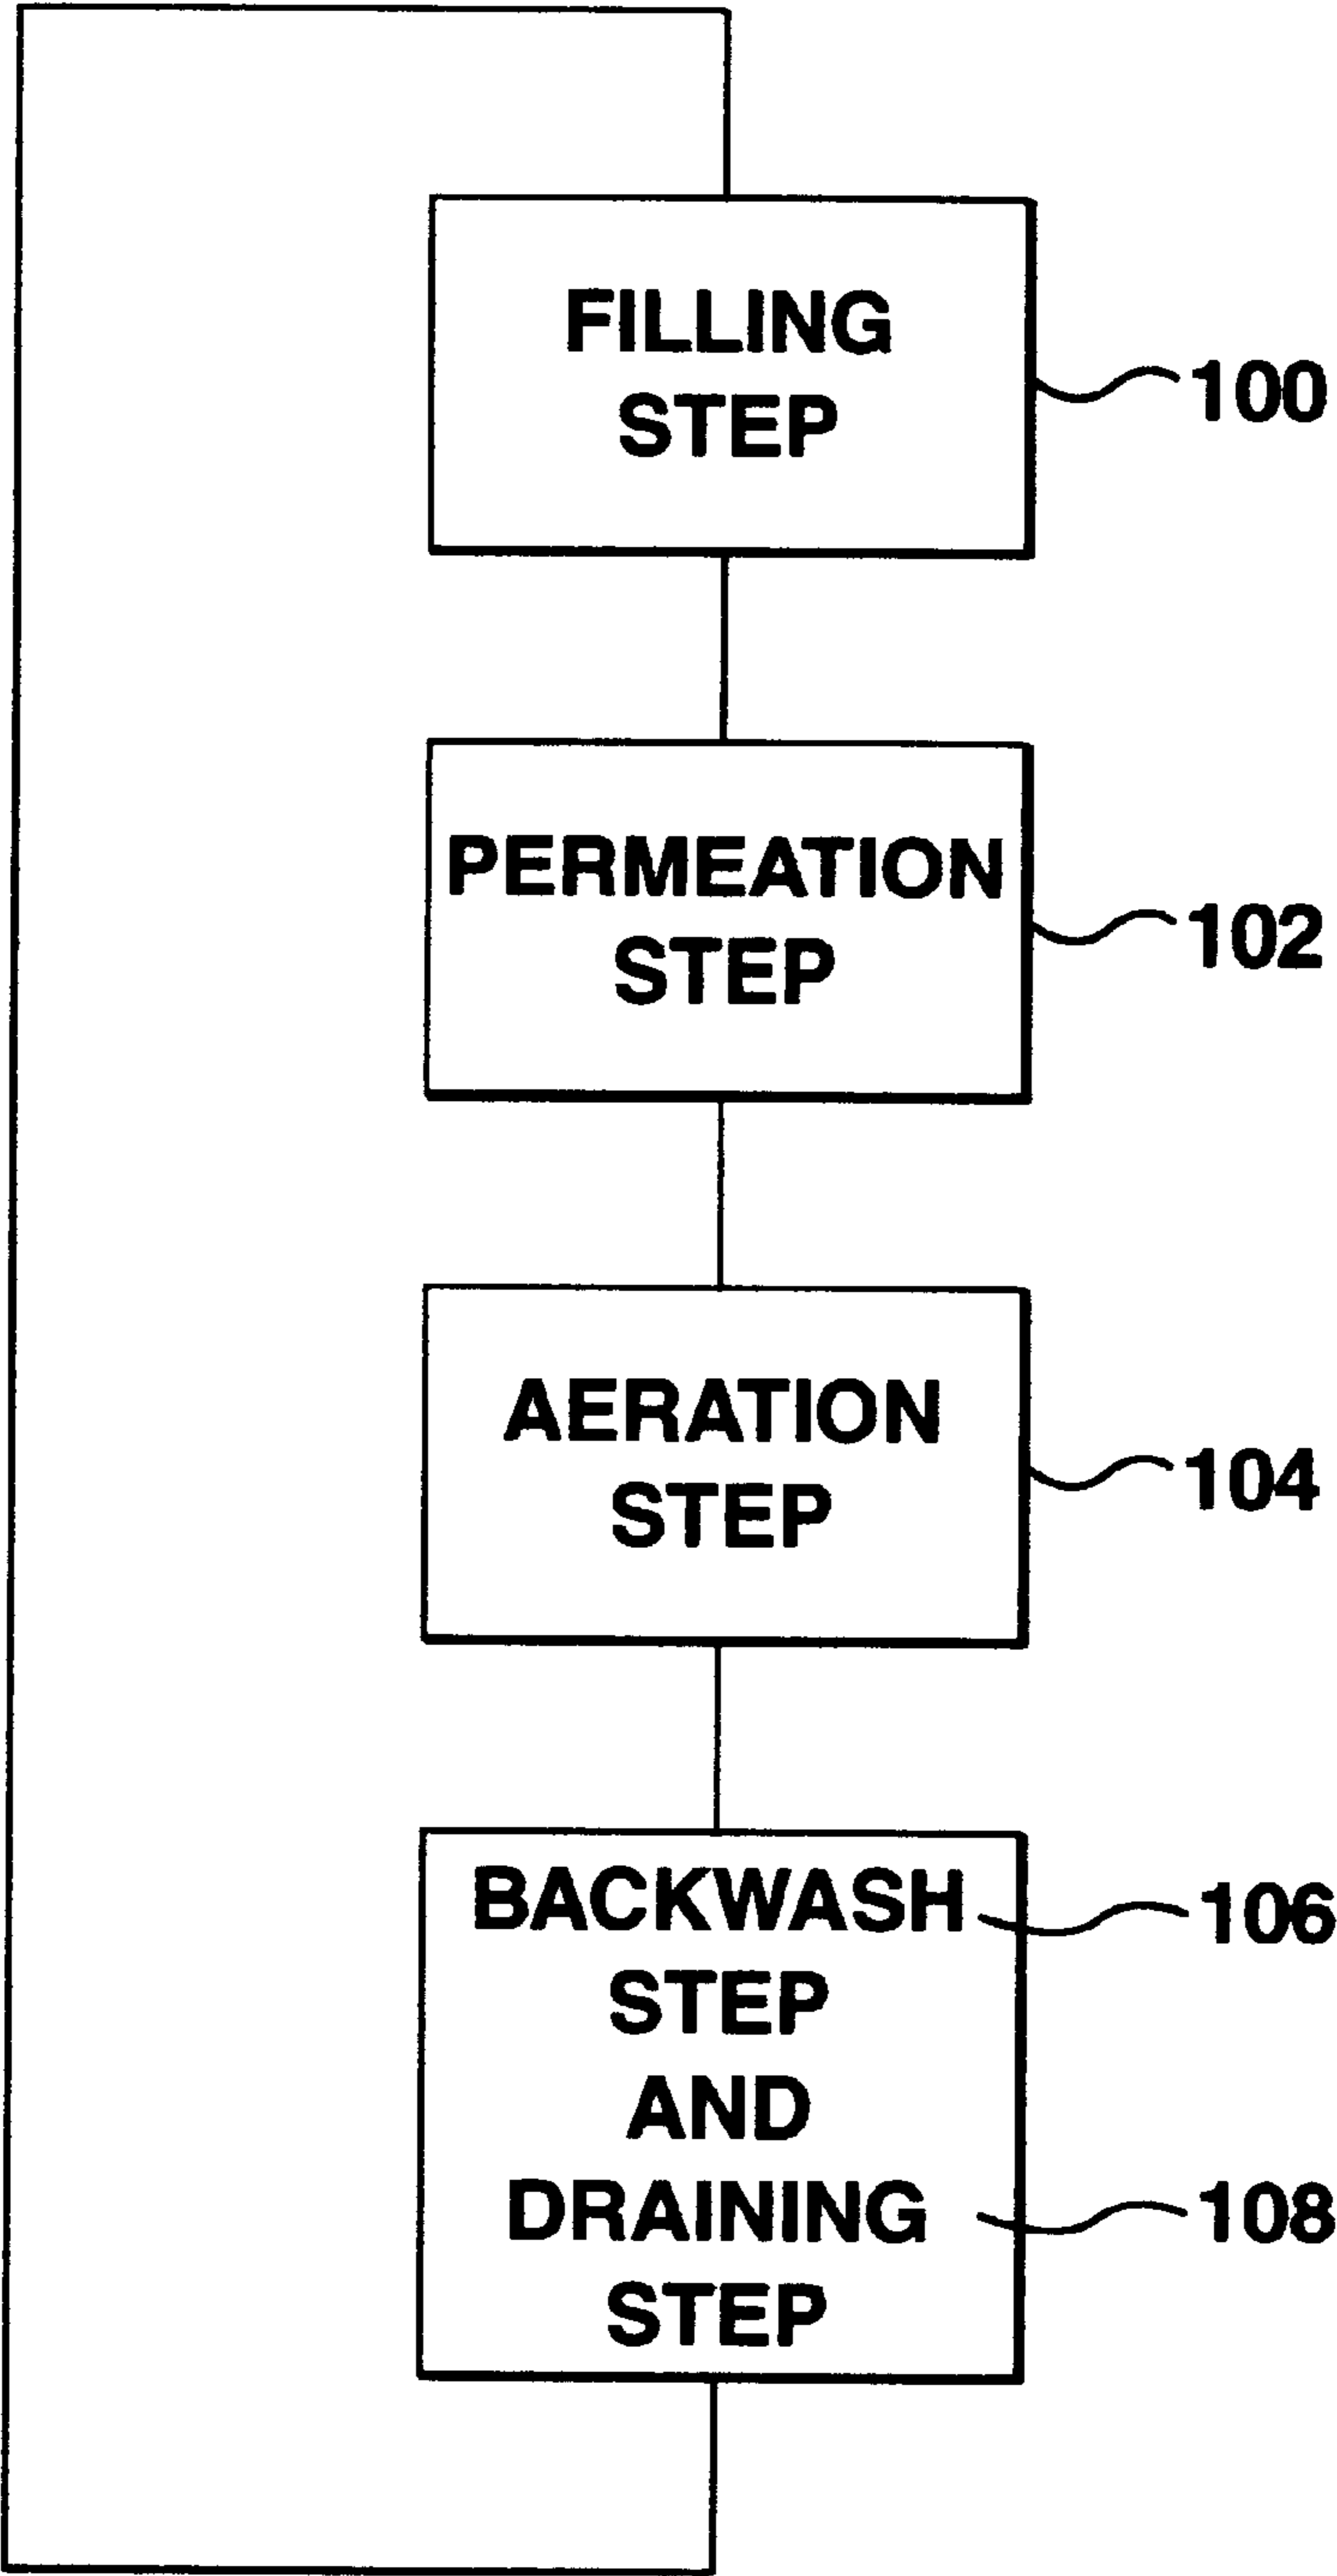 FILLING
STEP
100
PERMEATION
STEP
102
AERATION
STEP
104
BACKWASH
106
STEP
AND
DRAINING
108
STEP